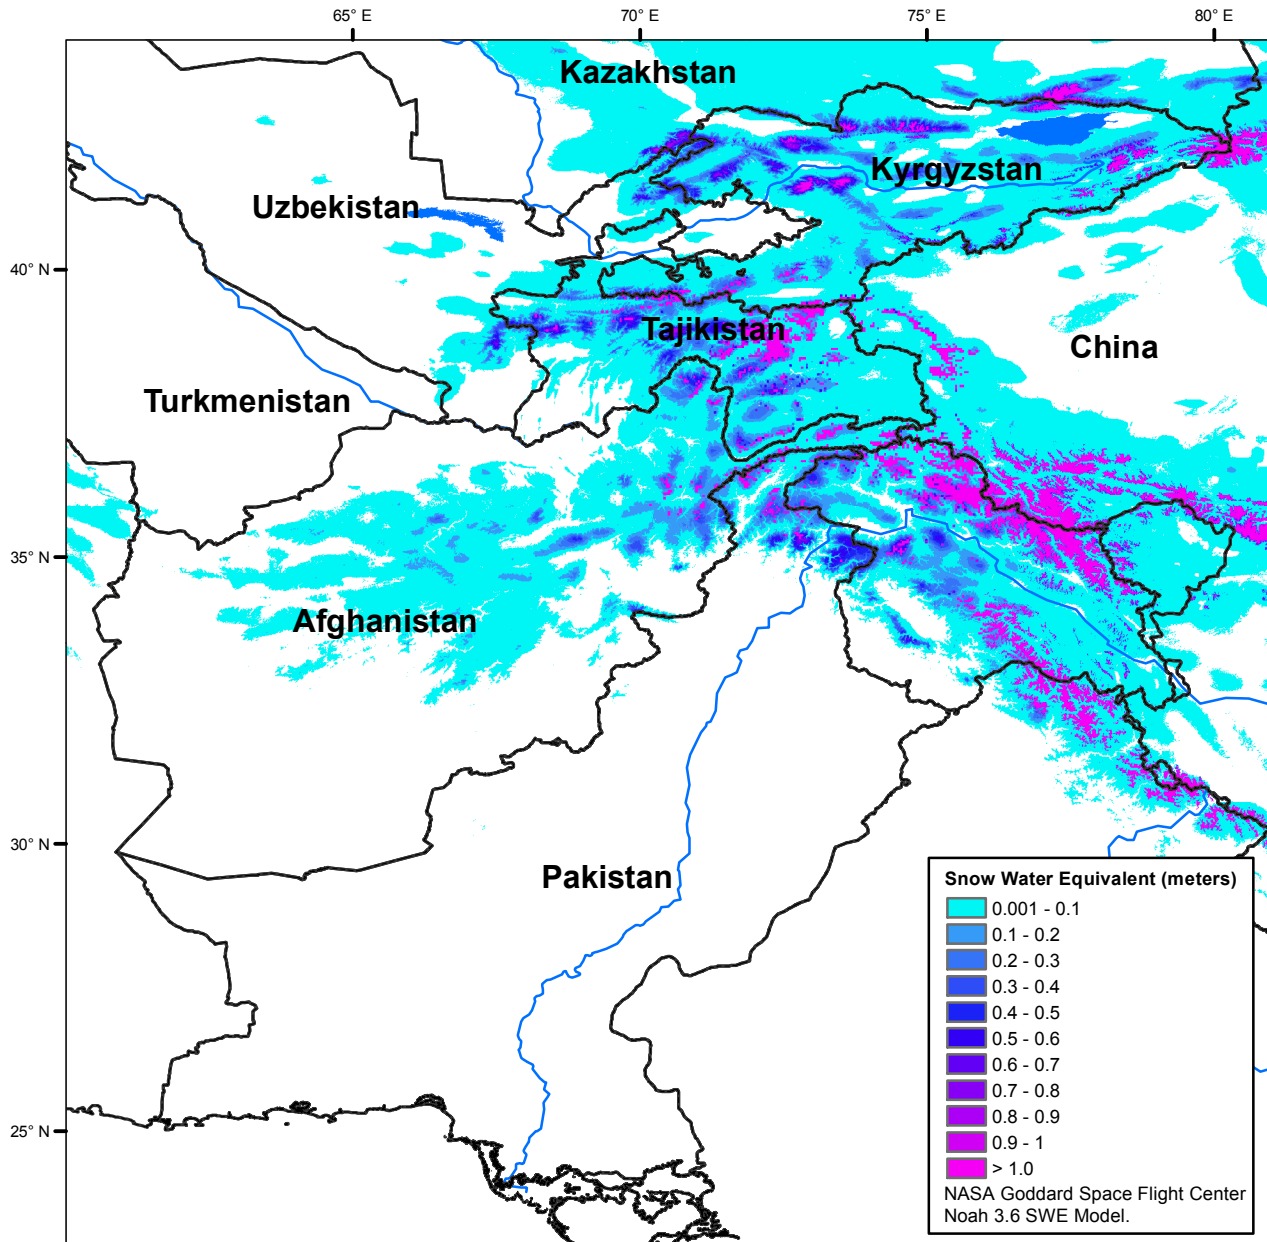 65° E
70° E
75° E
80° E
Kazakhstan
Kyrgyzstan
Uzbekistan
40° N
Tajikistan
China
Turkmenistan
35° N
Afghanistan
30° N
Pakistan
25° N
Snow Water Equivalent (meters)
0.001 - 0.1
0.1 - 0.2
0.2 - 0.3
0.3 - 0.4
0.4 - 0.5
0.5 - 0.6
0.6 - 0.7
0.7 - 0.8
0.8 - 0.9
0.9 - 1
> 1.0
NASA Goddard Space Flight Center
Noah 3.6 SWE Model.